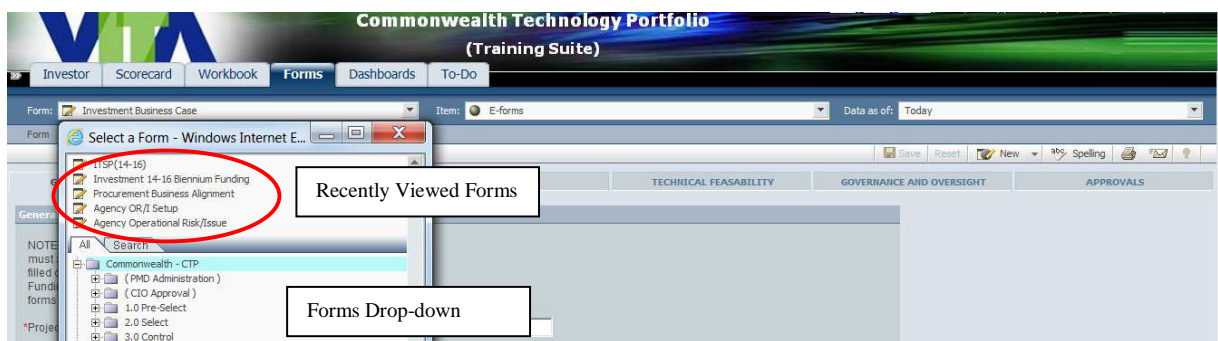 VITA
Commonwealth Technology Portfolio
(Training Suite)
Investor Scorecard Workbook Forms Dashboards To-Do
Form: Investment Business Case Item: E-forms Data as of: Today
Form
Select a Form - Windows Internet E...
Save Reset New Spelling
ITSP(14-16)
Investment 14-16 Biennium Funding
Procurement Business Alignment
Agency OR/I Setup
Agency Operational Risk/Issue
Recently Viewed Forms
TECHNICAL FEASABILITY GOVERNANCE AND OVERSIGHT APPROVALS
Genera
All Search
NOTE
must
filled
Fundi
forms
*Projec
Commonwealth - CTP
( PMD Administration )
( CIO Approval )
1.0 Pre-Select
2.0 Select
3.0 Control
Forms Drop-down